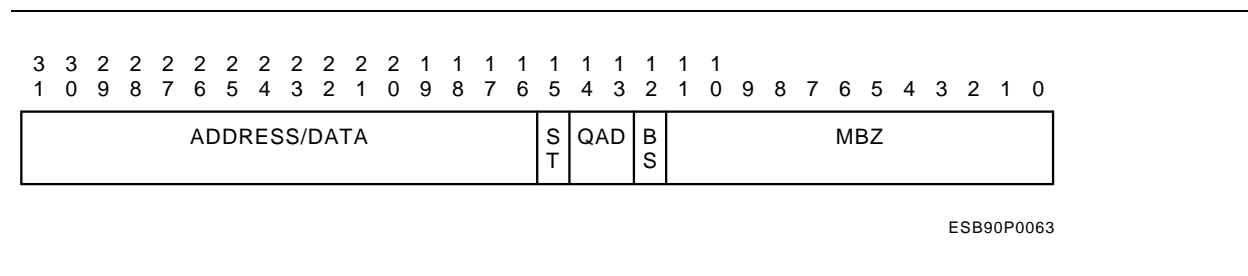 3 3 2 2 2 2 2 2 2 2 2 2 1 1 1 1 1 1 1 1 1 1
1 0 9 8 7 6 5 4 3 2 1 0 9 8 7 6 5 4 3 2 1 0 9 8 7 6 5 4 3 2 1 0
ADDRESS/DATA S QAD B MBZ
T S
ESB90P0063